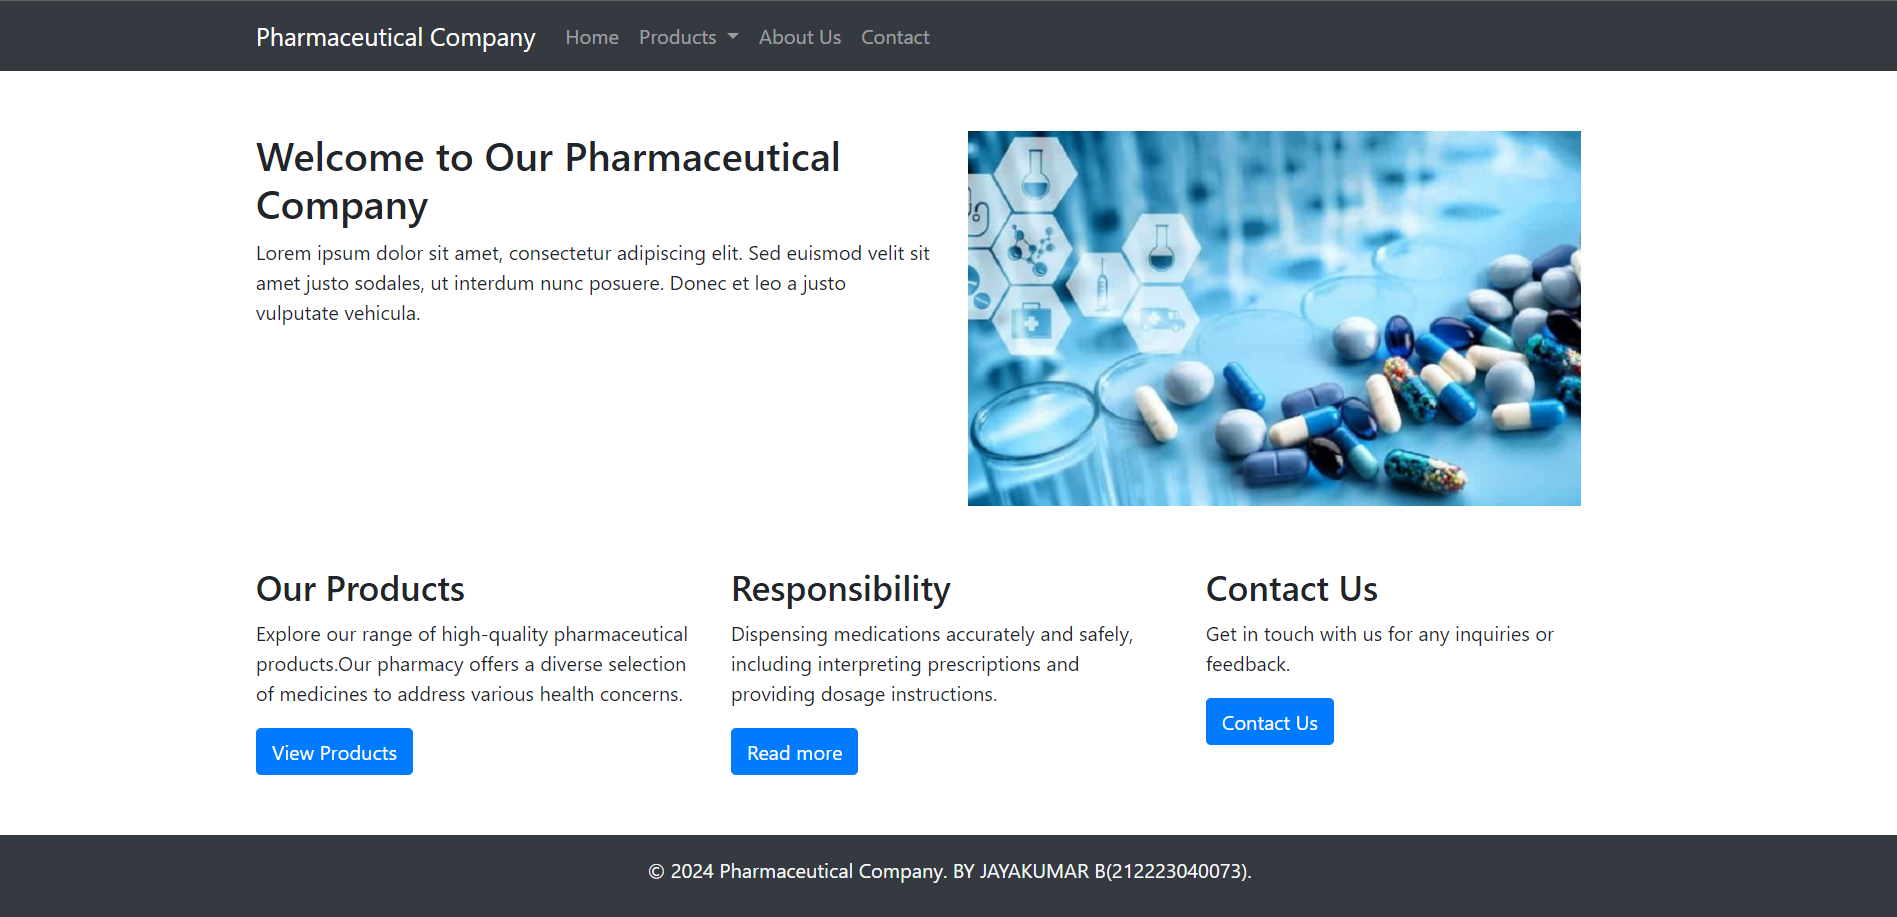 Pharmaceutical Company Home Products About Us Contact
Welcome to Our Pharmaceutical
Company
Lorem ipsum dolor sit amet, consectetur adipiscing elit. Sed euismod velit sit
amet justo sodales, ut interdum nunc posuere. Donec et leo a justo
vulputate vehicula.
Our Products
Explore our range of high-quality pharmaceutical
products.Our pharmacy offers a diverse selection
of medicines to address various health concerns.
View Products
Responsibility
Dispensing medications accurately and safely,
including interpreting prescriptions and
providing dosage instructions.
Read more
Contact Us
Get in touch with us for any inquiries or
feedback.
Contact Us
© 2024 Pharmaceutical Company. BY JAYAKUMAR B(212223040073).